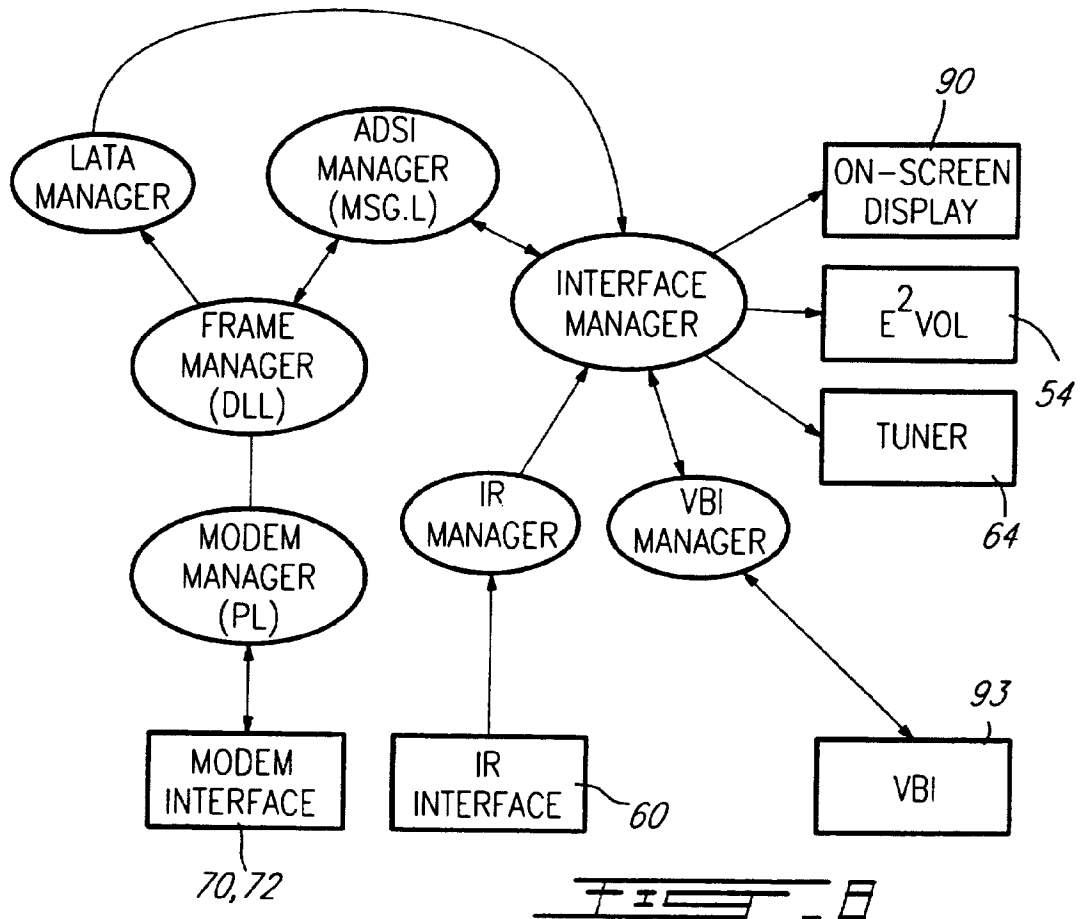 90
LATA
MANAGER
ADSI
MANAGER
(MSG.L)
ON-SCREEN
DISPLAY
INTERFACE
MANAGER
E²VOL
54
FRAME
MANAGER
(DLL)
TUNER
64
IR
MANAGER
VBI
MANAGER
MODEM
MANAGER
(PL)
93
MODEM
INTERFACE
IR
INTERFACE
60
VBI
70,72
FIG_8